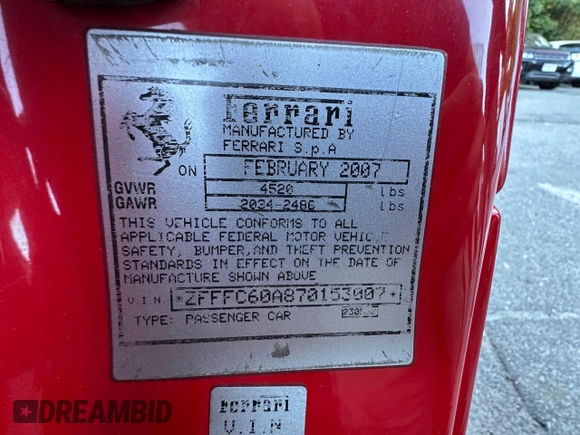 Ferrari
MANUFACTURED BY
FERRARI S.p.A
ON FEBRUARY 2007
GVWR 4520 lbs
GAWR 2034-2486 lbs
THIS VEHICLE CONFORMS TO ALL
APPLICABLE FEDERAL MOTOR VEHICLE
SAFETY, BUMPER,AND THEFT PREVENTION
STANDARDS IN EFFECT ON THE DATE OF
MANUFACTURE SHOWN ABOVE
V.I.N. *ZFFFC60A870153007*
TYPE: PASSENGER CAR
Ferrari
V.I.N
DREAMBID